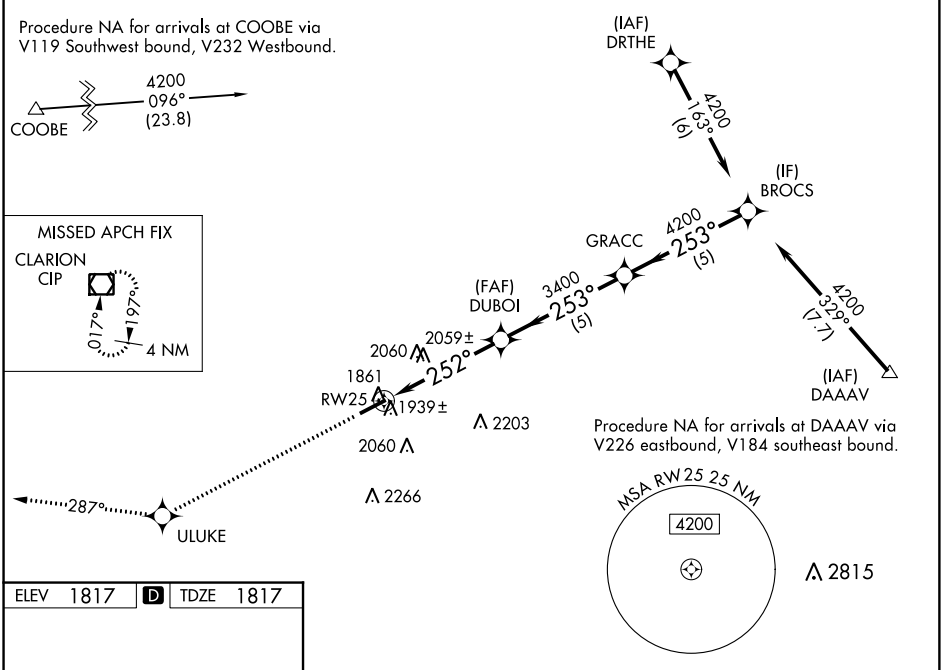 Procedure NA for arrivals at COOBE via
V119 Southwest bound, V232 Westbound.
4200
096°
(23.8)
COOBE
(IAF)
DRTHE
4200
163°
(6)
(IF)
BROCS
4200
253°
(5)
GRACC
3400
253°
(5)
(FAF)
DUBOI
MISSED APCH FIX
CLARION
CIP
017°
197°
4 NM
2060
2059±
252°
1861
RW25
1939±
2203
2060
2266
4200
329°
(7.7)
(IAF)
DAAAV
Procedure NA for arrivals at DAAAV via
V226 eastbound, V184 southeast bound.
287°
ULUKE
MSA RW25 25 NM
4200
2815
ELEV 1817 D TDZE 1817